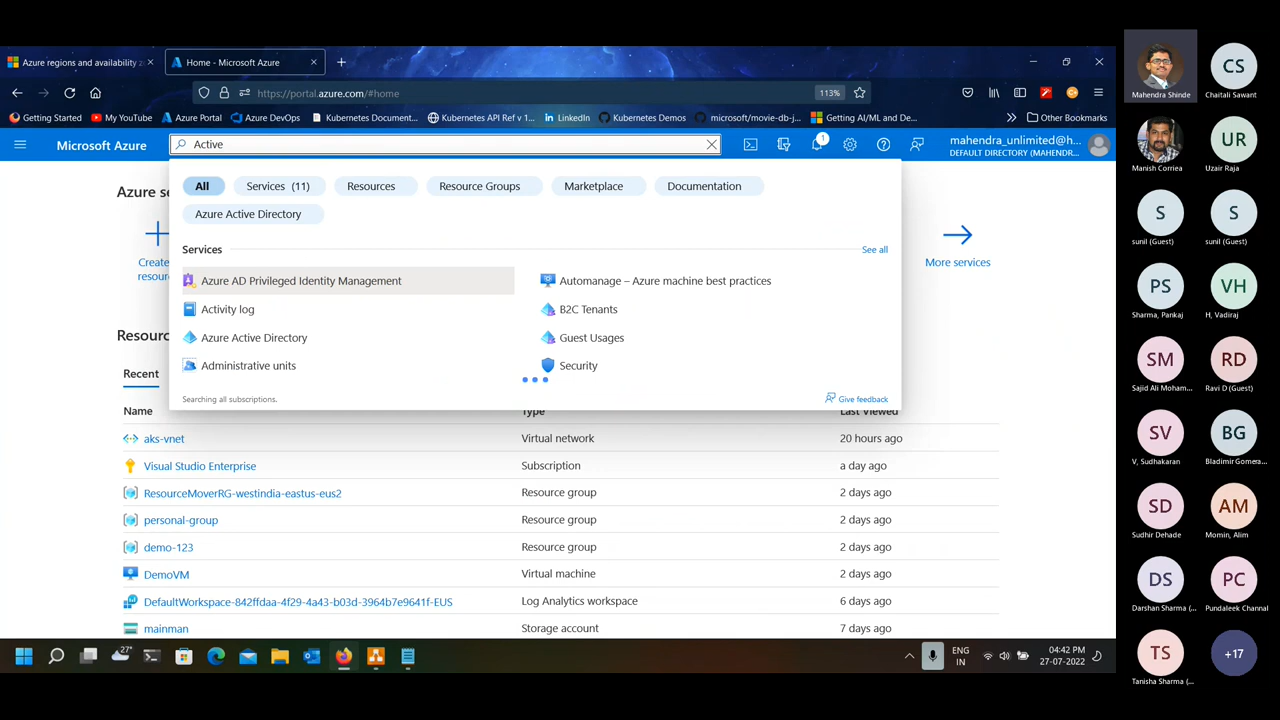 Azure regions and availability z
Home - Microsoft Azure
https://portal.azure.com/#home
113%
Getting Started
My YouTube
Azure Portal
Azure DevOps
Kubernetes Document...
Kubernetes API Ref v 1....
LinkedIn
Kubernetes Demos
microsoft/movie-db-j...
Getting AI/ML and De...
Other Bookmarks
Microsoft Azure
Active
1
mahendra_unlimited@h...
DEFAULT DIRECTORY (MAHENDR...
Azure se
All
Services (11)
Resources
Resource Groups
Marketplace
Documentation
Azure Active Directory
Services
See all
Create
resourc
More services
Azure AD Privileged Identity Management
Automanage – Azure machine best practices
Activity log
B2C Tenants
Azure Active Directory
Guest Usages
Administrative units
Security
Searching all subscriptions.
Give feedback
Resourc
Recent
Name
Type
Last Viewed
aks-vnet
Virtual network
20 hours ago
Visual Studio Enterprise
Subscription
a day ago
ResourceMoverRG-westindia-eastus-eus2
Resource group
2 days ago
personal-group
Resource group
2 days ago
demo-123
Resource group
2 days ago
DemoVM
Virtual machine
2 days ago
DefaultWorkspace-842ffdaa-4f29-4a43-b03d-3964b7e9641f-EUS
Log Analytics workspace
6 days ago
mainman
Storage account
7 days ago
27°
ENG
IN
04:42 PM
27-07-2022
Mahendra Shinde
CS
Chaitali Sawant
Manish Corriea
UR
Uzair Raja
S
sunil (Guest)
S
sunil (Guest)
PS
Sharma, Pankaj
VH
H, Vadiraj
SM
Sajid Ali Moham...
RD
Ravi D (Guest)
SV
V, Sudhakaran
BG
Bladimir Gomera...
SD
Sudhir Dehade
AM
Momin, Alim
DS
Darshan Sharma (...
PC
Pundaleek Channal
TS
Tanisha Sharma (...
+17